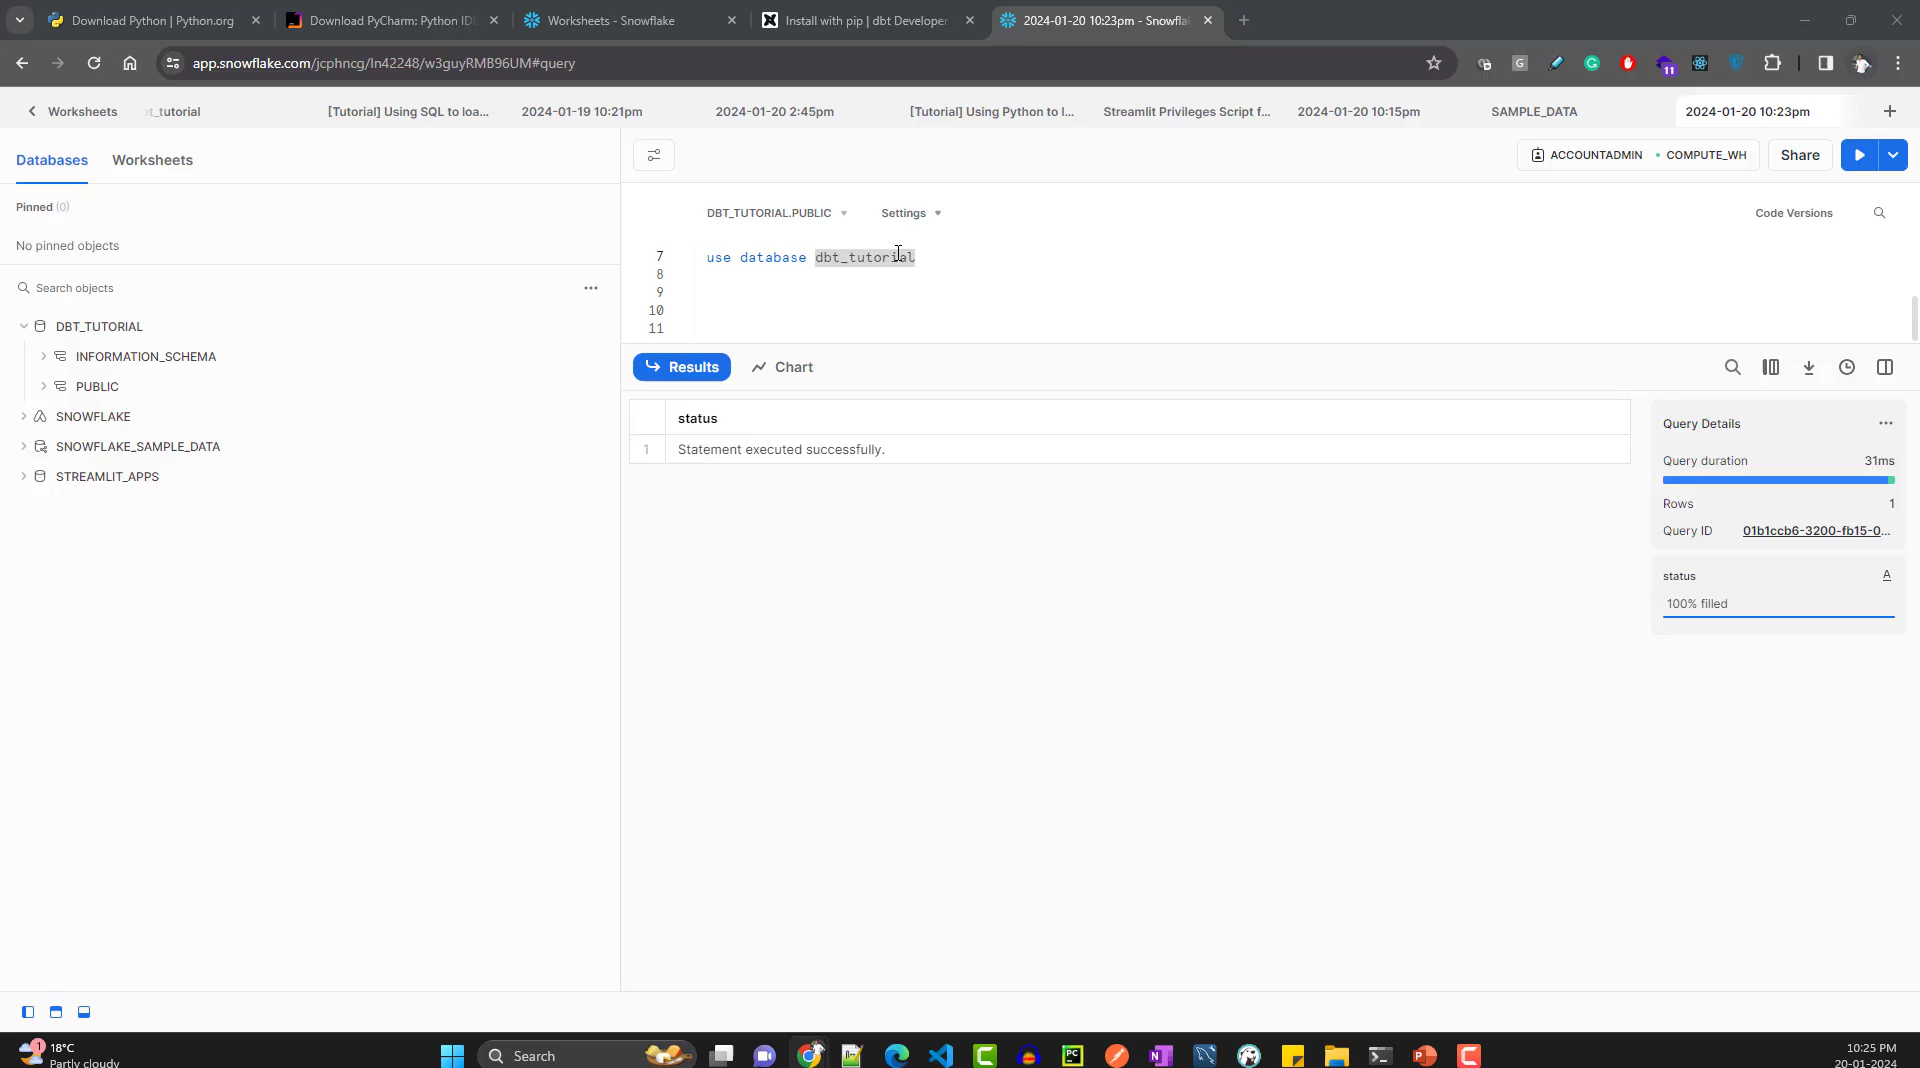 Download Python | Python.org
Download PyCharm: Python ID
Worksheets - Snowflake
Install with pip | dbt Developer
2024-01-20 10:23pm - Snowfla
app.snowflake.com/jcphncg/ln42248/w3guyRMB96UM#query
G
11
Worksheets
t_tutorial
[Tutorial] Using SQL to loa...
2024-01-19 10:21pm
2024-01-20 2:45pm
[Tutorial] Using Python to l...
Streamlit Privileges Script f...
2024-01-20 10:15pm
SAMPLE_DATA
2024-01-20 10:23pm
Databases
Worksheets
ACCOUNTADMIN
COMPUTE_WH
Share
Pinned (0)
No pinned objects
DBT_TUTORIAL.PUBLIC
Settings
Code Versions
7 use database dbt_tutorial
8
9
10
11
Search objects
DBT_TUTORIAL
INFORMATION_SCHEMA
PUBLIC
SNOWFLAKE
SNOWFLAKE_SAMPLE_DATA
STREAMLIT_APPS
Results
Chart
status
1 Statement executed successfully.
Query Details
Query duration 31ms
Rows 1
Query ID 01b1ccb6-3200-fb15-0...
status A
100% filled
1
18°C
Partly cloudy
Search
PC
N
P
10:25 PM
20-01-2024